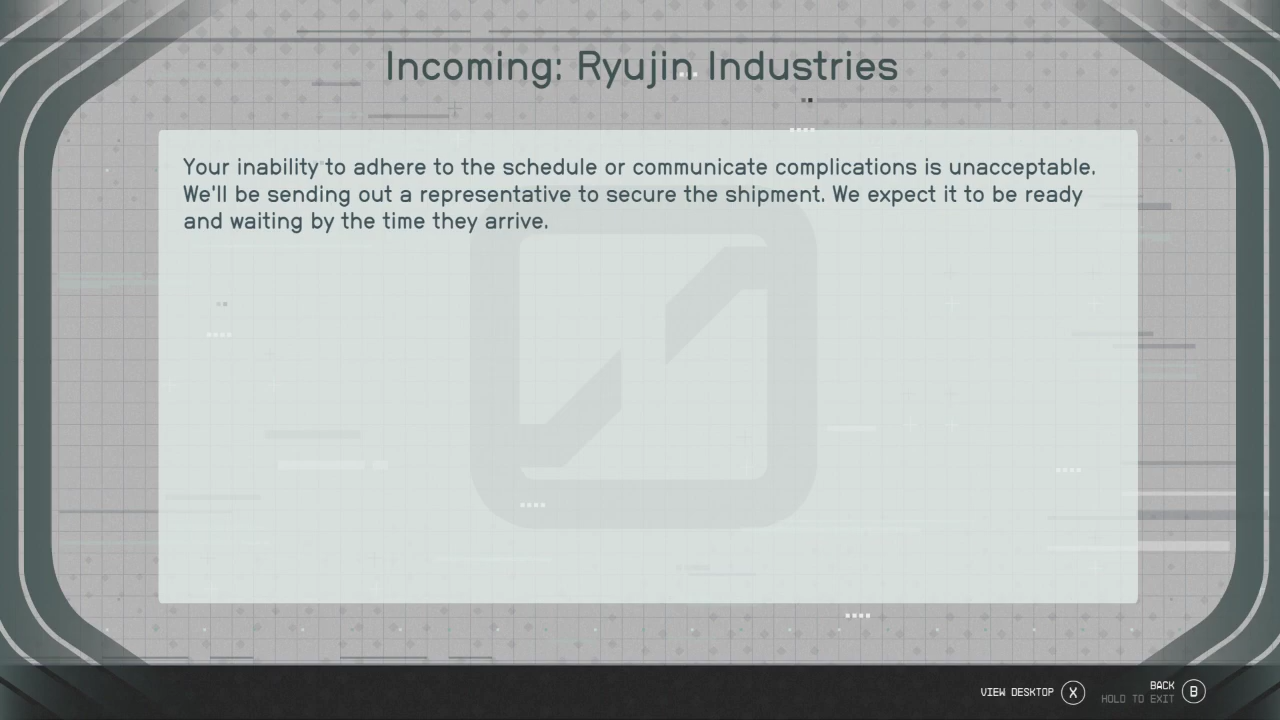 Incoming: Ryujin Industries
Your inability to adhere to the schedule or communicate complications is unacceptable.
We'll be sending out a representative to secure the shipment. We expect it to be ready
and waiting by the time they arrive.
VIEW DESKTOP X
BACK B
HOLD TO EXIT